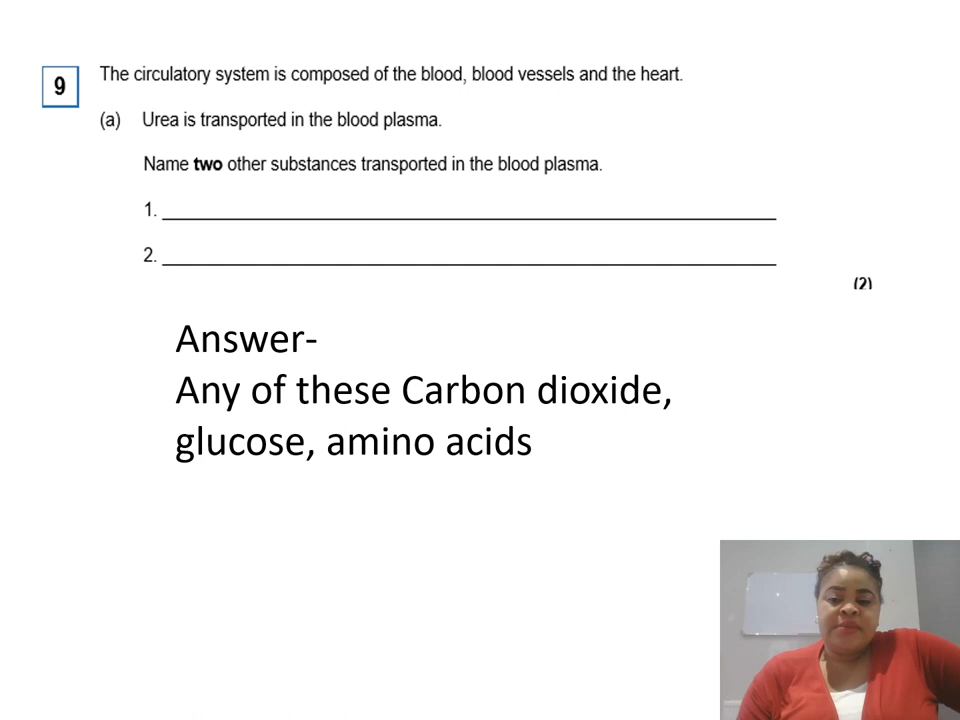 9
The circulatory system is composed of the blood, blood vessels and the heart.
(a) Urea is transported in the blood plasma.
Name two other substances transported in the blood plasma.
1. ____________________
2. ____________________
(2)
Answer-
Any of these Carbon dioxide,
glucose, amino acids